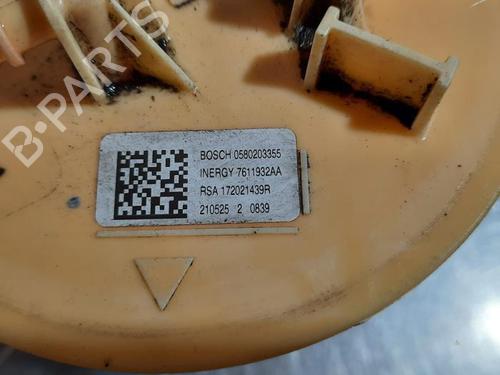 B-PARTS
BOSCH 0580203355
INERGY 7611932AA
RSA 172021439R
210525 2 0839